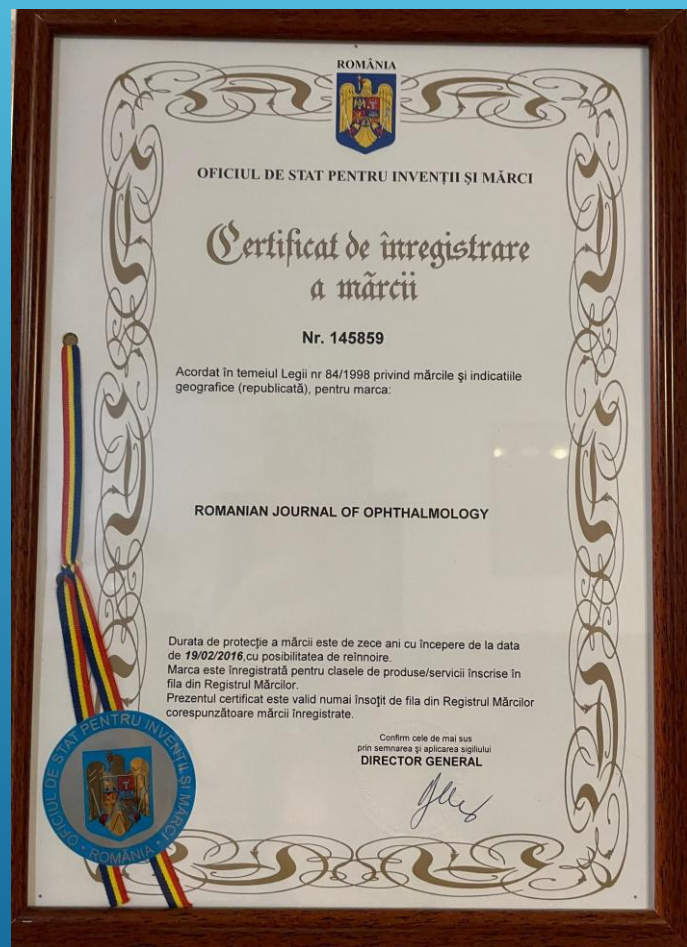 ROMÂNIA
OFICIUL DE STAT PENTRU INVENȚII ȘI MĂRCI
Certificat de înregistrare
a mărcii
Nr. 145859
Acordat în temeiul Legii nr 84/1998 privind mărcile şi indicatiile
geografice (republicată), pentru marca:
ROMANIAN JOURNAL OF OPHTHALMOLOGY
Durata de protecţie a mărcii este de zece ani cu începere de la data
de 19/02/2016,cu posibilitatea de reînnoire.
Marca este înregistrată pentru clasele de produse/servicii înscrise în
fila din Registrul Mărcilor.
Prezentul certificat este valid numai însoţit de fila din Registrul Mărcilor
corespunzătoare mărcii înregistrate.
Confirm cele de mai sus
prin semnarea şi aplicarea sigiliului
DIRECTOR GENERAL
OFICIUL DE STAT PENTRU INVENŢII ŞI MĂRCI
ROMÂNIA